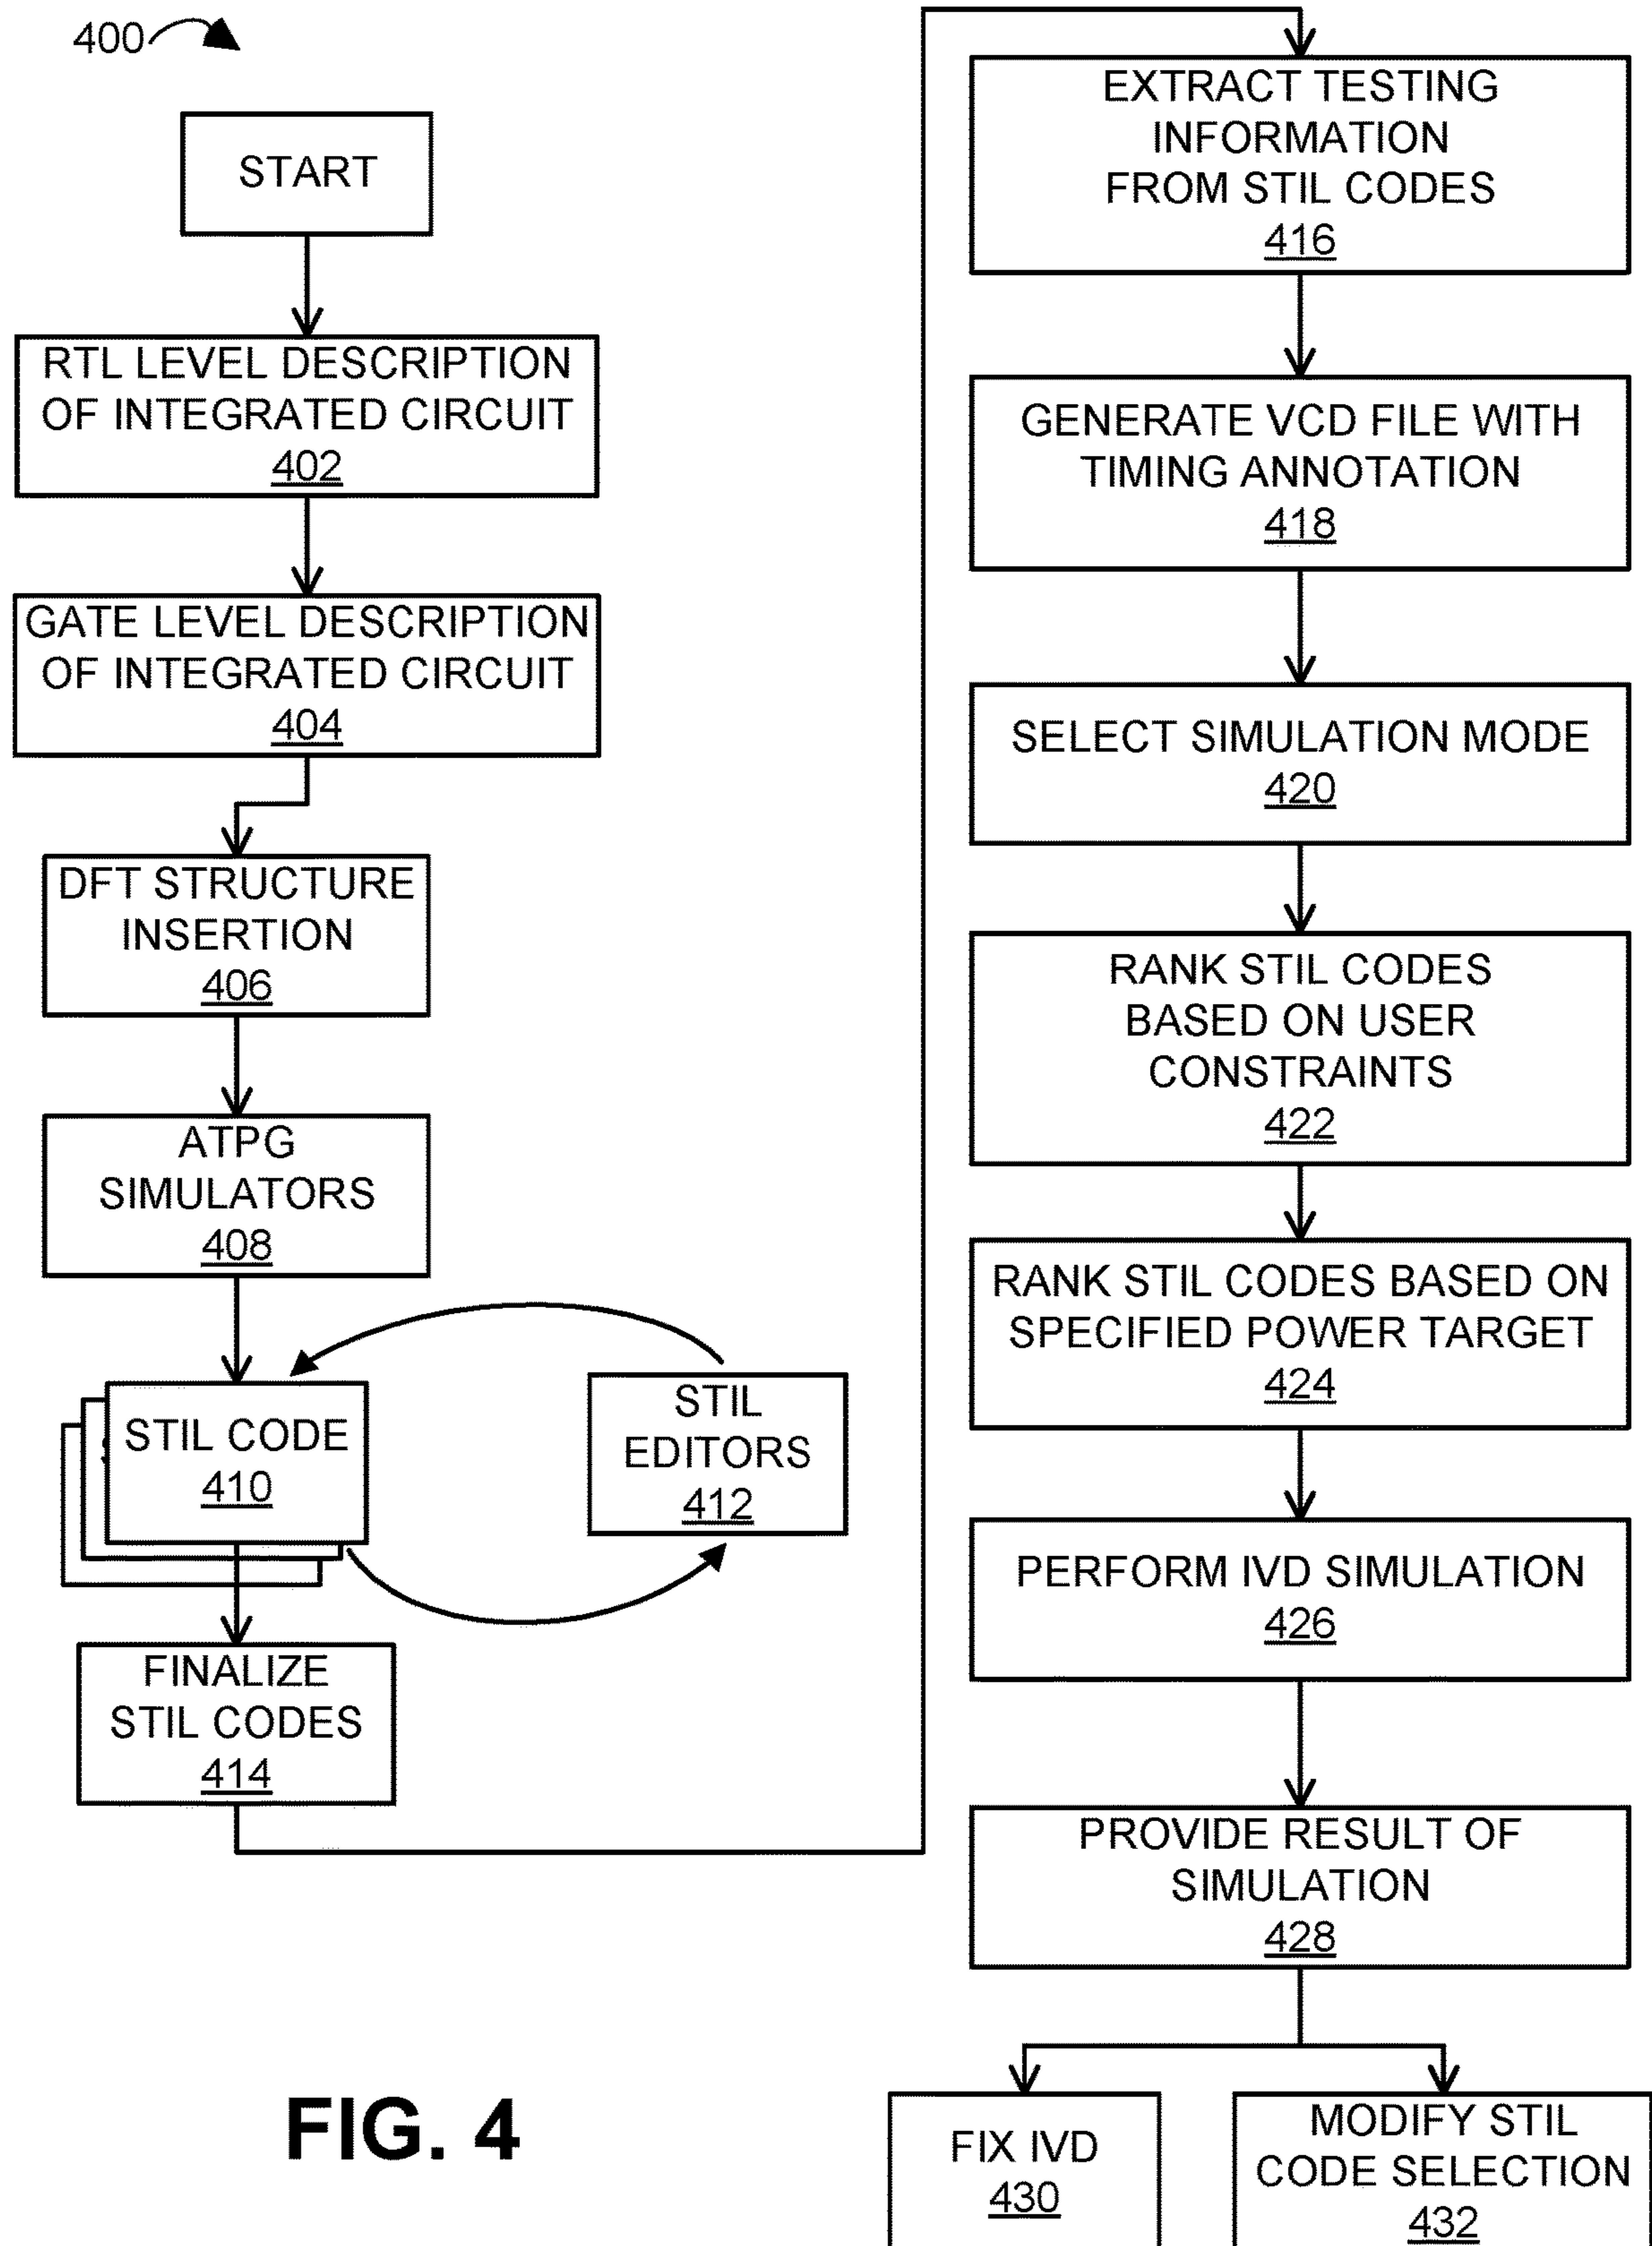 400
START
RTL LEVEL DESCRIPTION
OF INTEGRATED CIRCUIT
402
GATE LEVEL DESCRIPTION
OF INTEGRATED CIRCUIT
404
DFT STRUCTURE
INSERTION
406
ATPG
SIMULATORS
408
STIL CODE
410
STIL
EDITORS
412
FINALIZE
STIL CODES
414
EXTRACT TESTING
INFORMATION
FROM STIL CODES
416
GENERATE VCD FILE WITH
TIMING ANNOTATION
418
SELECT SIMULATION MODE
420
RANK STIL CODES
BASED ON USER
CONSTRAINTS
422
RANK STIL CODES BASED ON
SPECIFIED POWER TARGET
424
PERFORM IVD SIMULATION
426
PROVIDE RESULT OF
SIMULATION
428
FIX IVD
430
MODIFY STIL
CODE SELECTION
432
FIG. 4